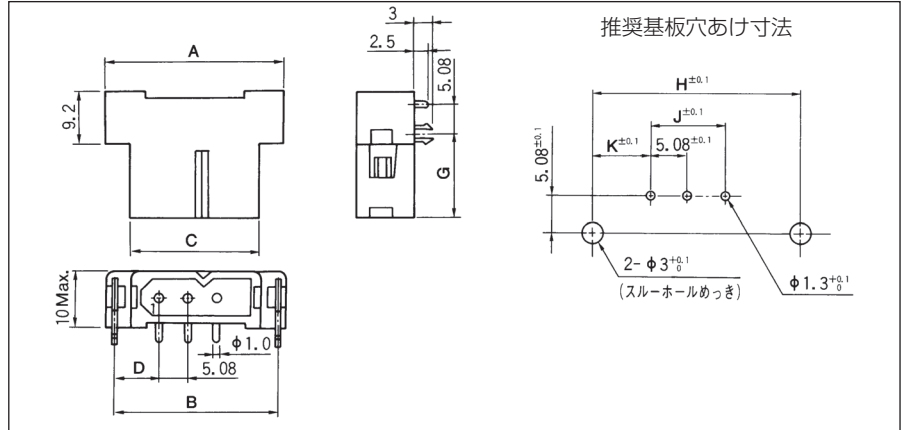 A
9.2
C
3
2.5
5.08
G
推奨基板穴あけ寸法
H±0.1
J±0.1
K±0.1
5.08±0.1
5.08±0.1
2-φ3+0.1 0
(スルーホールめっき)
φ1.3+0.1 0
10Max.
1
φ1.0
D
5.08
B